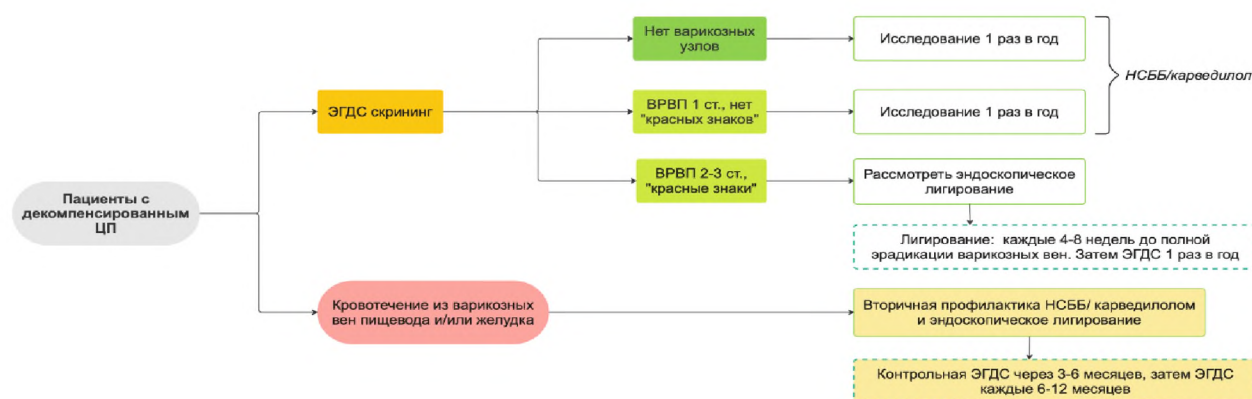 Нет варикозных
узлов
Исследование 1 раз в год
НСББ/карведилол
ЭГДС скрининг
ВРВП 1 ст., нет
"красных знаков"
Исследование 1 раз в год
ВРВП 2-3 ст.,
"красные знаки"
Рассмотреть эндоскопическое
лигирование
Пациенты с
декомпенсированным
ЦП
Лигирование: каждые 4-8 недель до полной
эрадикации варикозных вен. Затем ЭГДС 1 раз в год
Кровотечение из варикозных
вен пищевода и/или желудка
Вторичная профилактика НСББ/ карведилолом
и эндоскопическое лигирование
Контрольная ЭГДС через 3-6 месяцев, затем ЭГДС
каждые 6-12 месяцев